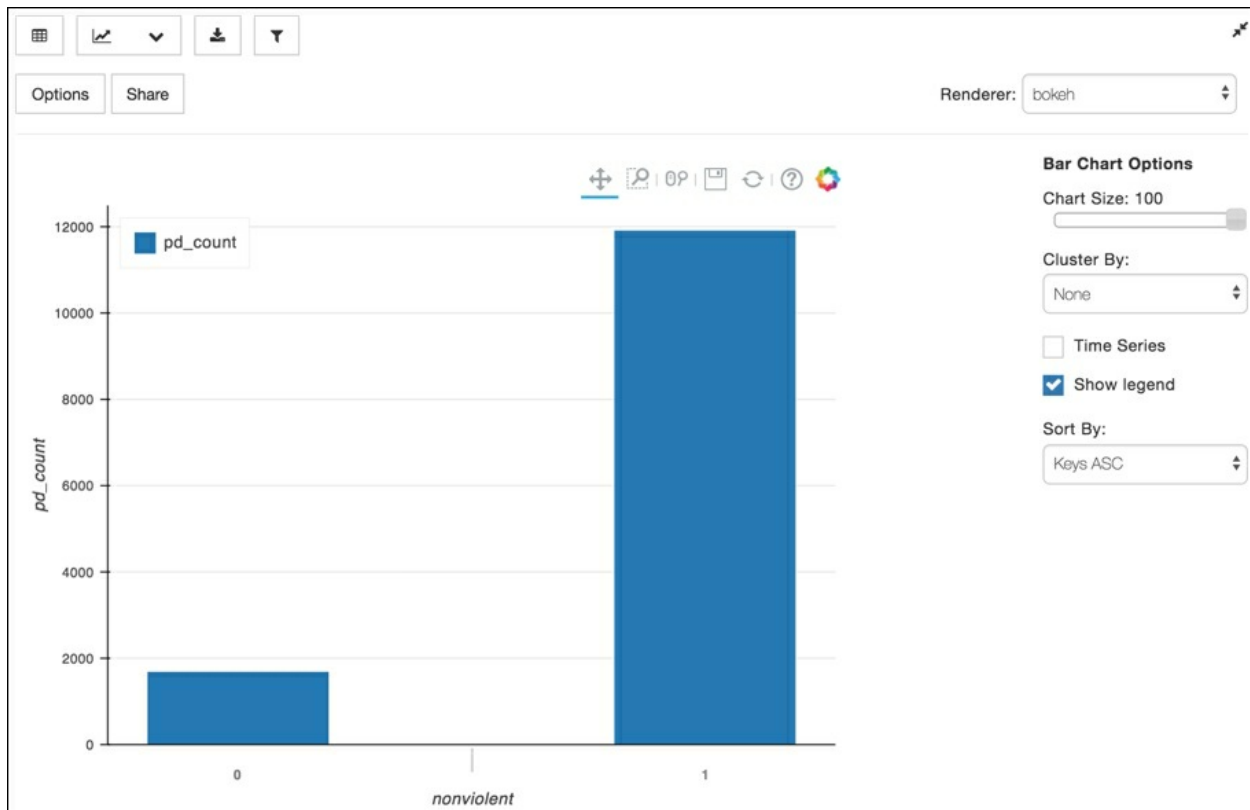 Options
Share
Renderer: bokeh
Bar Chart Options
Chart Size: 100
Cluster By:
None
Time Series
Show legend
Sort By:
Keys ASC
pd_count
12000
10000
8000
6000
4000
2000
0
pd_count
0
1
nonviolent